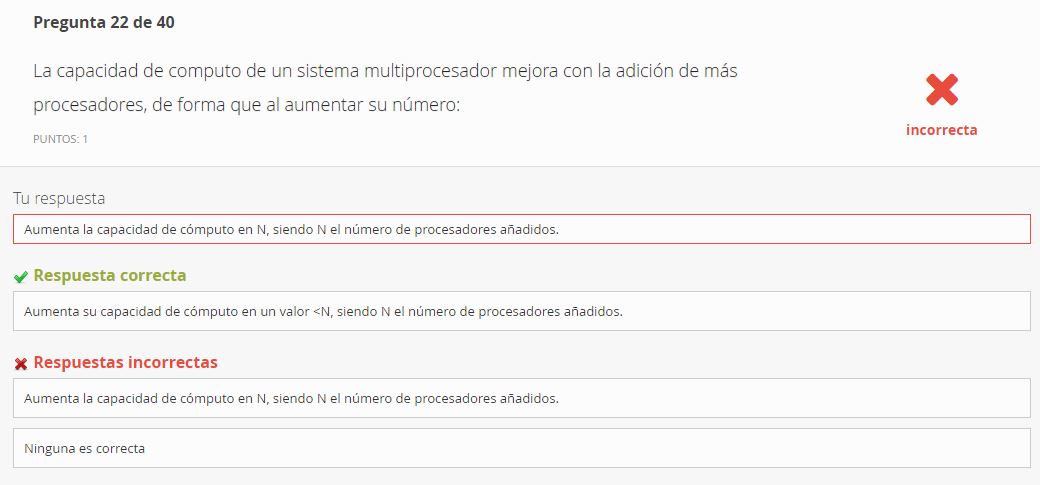 Pregunta 22 de 40
La capacidad de computo de un sistema multiprocesador mejora con la adición de más
procesadores, de forma que al aumentar su número:
PUNTOS: 1
incorrecta
Tu respuesta
Aumenta la capacidad de cómputo en N, siendo N el número de procesadores añadidos.
Respuesta correcta
Aumenta su capacidad de cómputo en un valor <N, siendo N el número de procesadores añadidos.
Respuestas incorrectas
Aumenta la capacidad de cómputo en N, siendo N el número de procesadores añadidos.
Ninguna es correcta